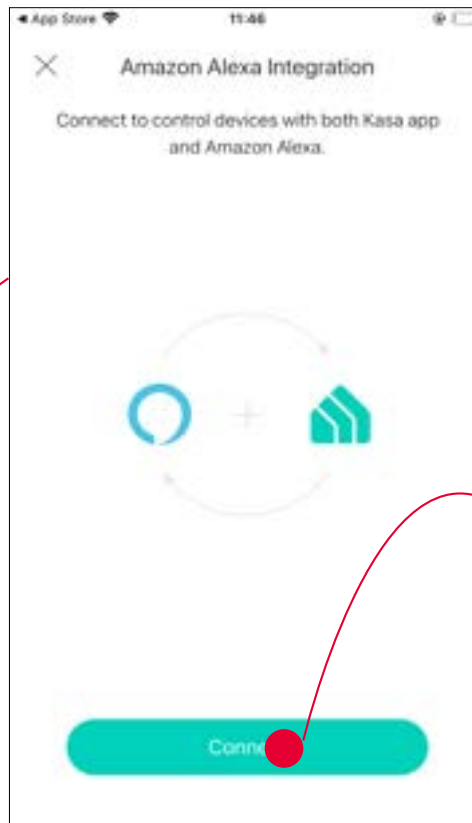 App Store
11:46
Amazon Alexa Integration
Connect to control devices with both Kasa app
and Amazon Alexa.